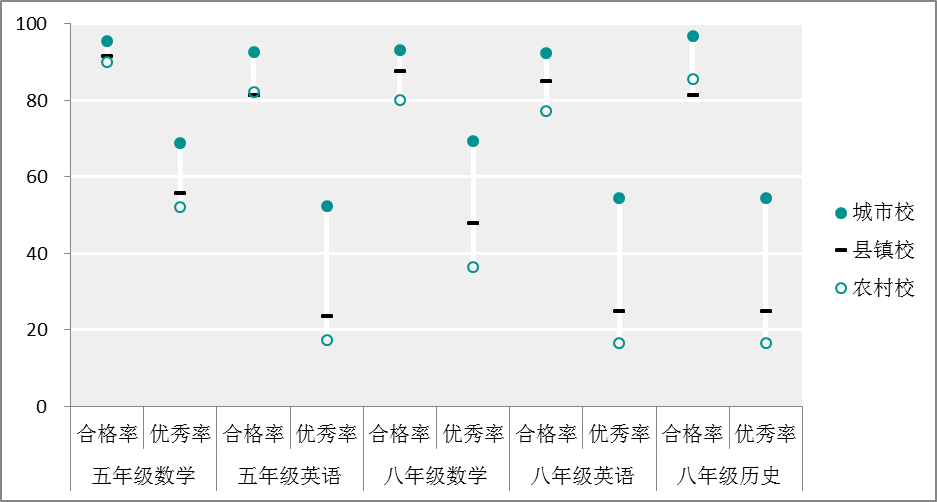 100
80
60
40
20
0
城市校
县镇校
农村校
合格率 优秀率 合格率 优秀率 合格率 优秀率 合格率 优秀率 合格率 优秀率
五年级数学 五年级英语 八年级数学 八年级英语 八年级历史